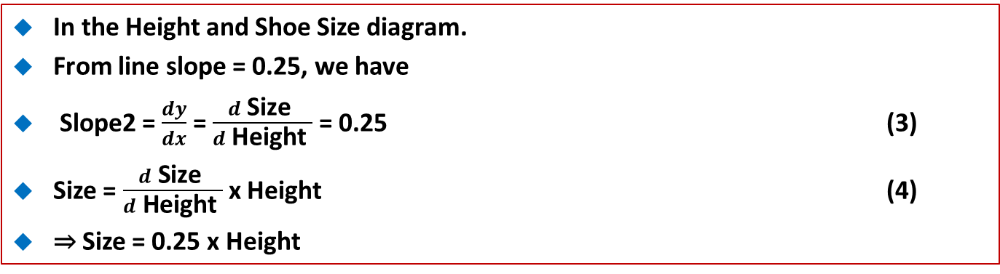 ◆ In the Height and Shoe Size diagram.
◆ From line slope = 0.25, we have
◆ Slope2 = dy/dx = d Size/d Height = 0.25 (3)
◆ Size = d Size/d Height x Height (4)
◆ ⇒ Size = 0.25 x Height